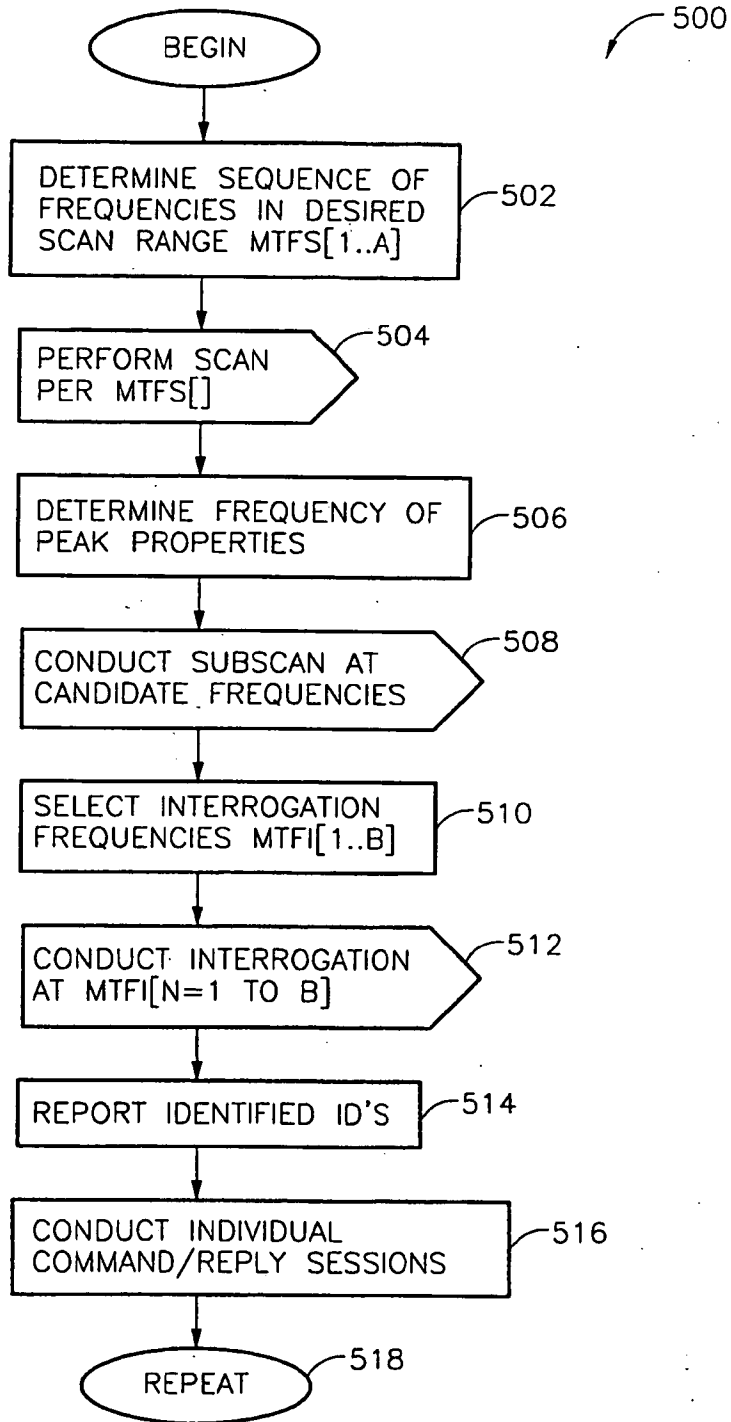 500
BEGIN
DETERMINE SEQUENCE OF
FREQUENCIES IN DESIRED
SCAN RANGE MTFS[1..A]
502
PERFORM SCAN
PER MTFS[]
504
DETERMINE FREQUENCY OF
PEAK PROPERTIES
506
CONDUCT SUBSCAN AT
CANDIDATE FREQUENCIES
508
SELECT INTERROGATION
FREQUENCIES MTFI[1..B]
510
CONDUCT INTERROGATION
AT MTFI[N=1 TO B]
512
REPORT IDENTIFIED ID'S
514
CONDUCT INDIVIDUAL
COMMAND/REPLY SESSIONS
516
REPEAT
518